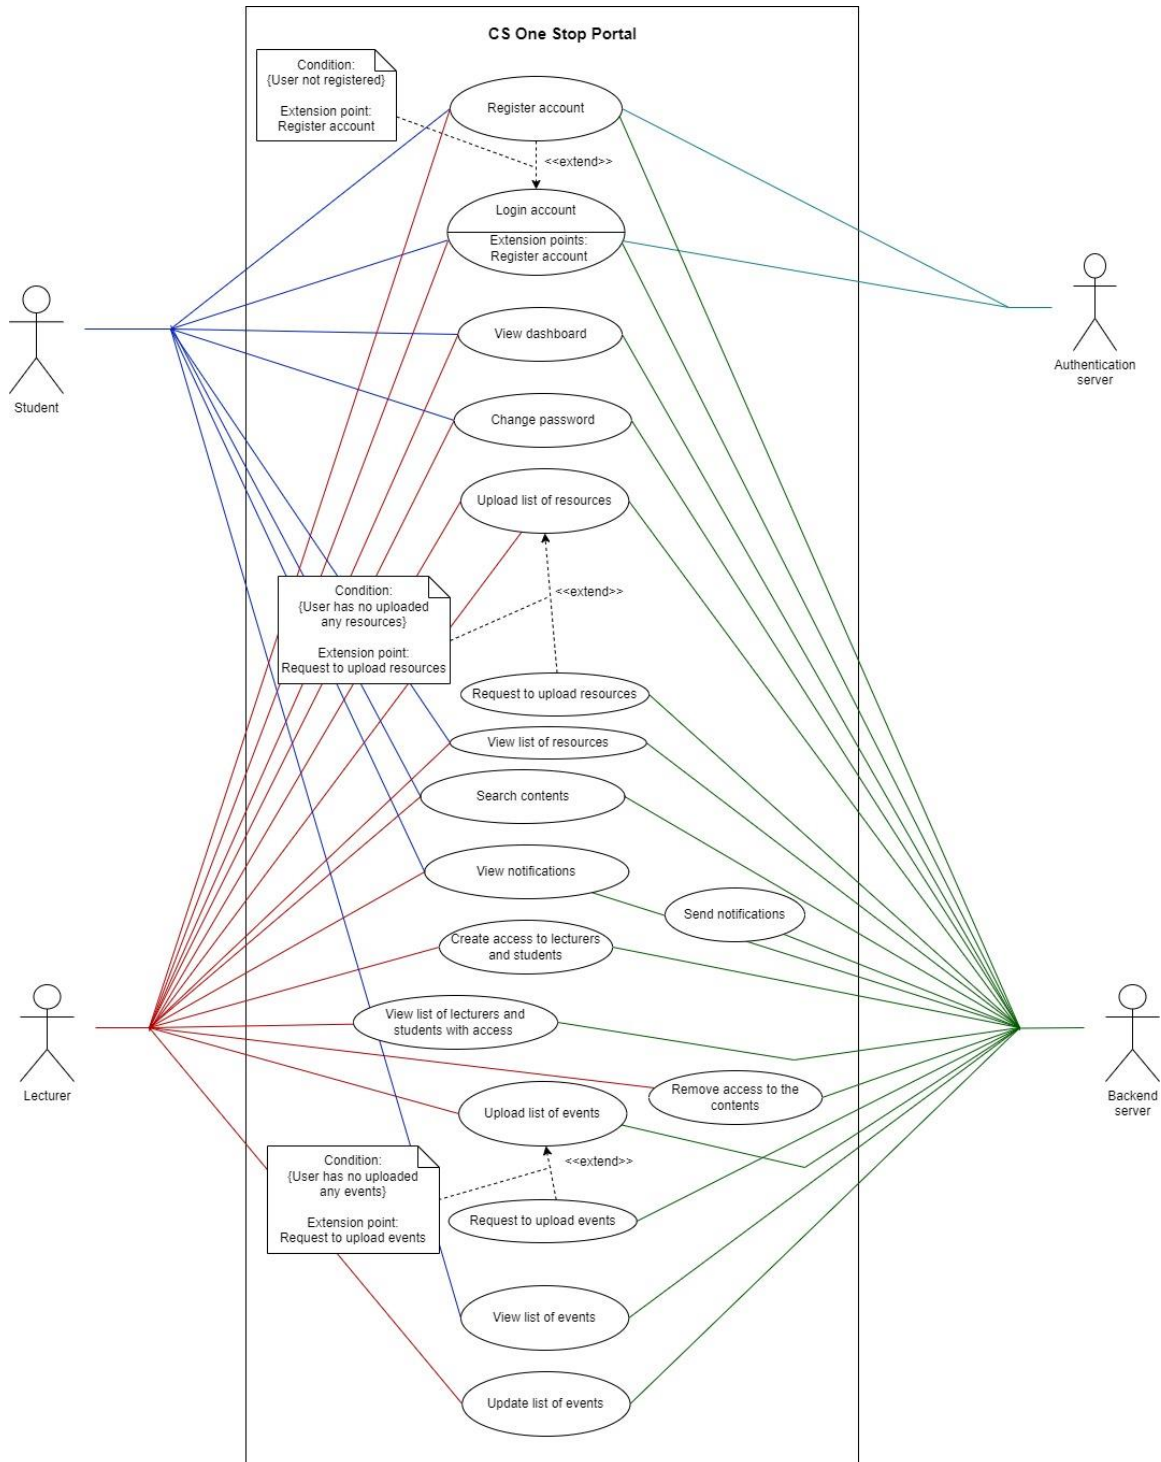 CS One Stop Portal
Condition:
{User not registered}
Extension point:
Register account
Register account
<<extend>>
Login account
Extension points:
Register account
Student
View dashboard
Authentication
server
Change password
Upload list of resources
Condition:
{User has no uploaded
any resources}
Extension point:
Request to upload resources
<<extend>>
Request to upload resources
View list of resources
Search contents
View notifications
Send notifications
Create access to lecturers
and students
View list of lecturers and
students with access
Lecturer
Remove access to the
contents
Backend
server
Upload list of events
Condition:
{User has no uploaded
any events}
Extension point:
Request to upload events
<<extend>>
Request to upload events
View list of events
Update list of events